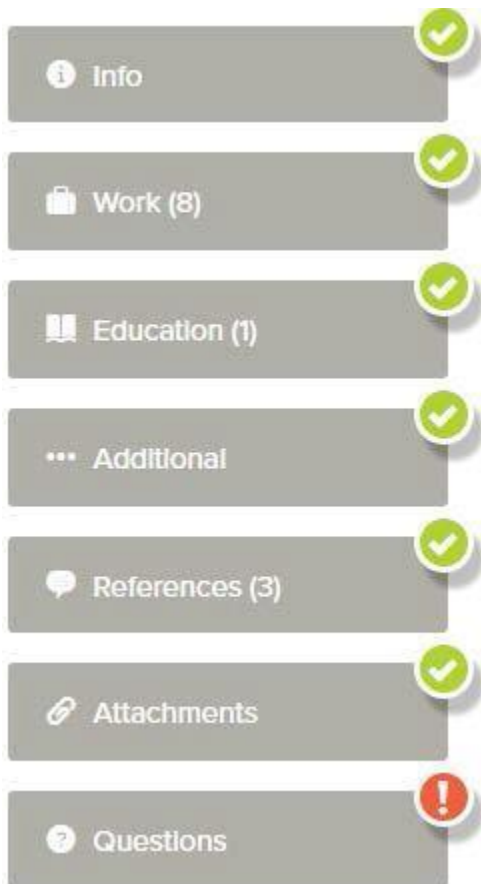 Info
Work (8)
Education (1)
Additional
References (3)
Attachments
Questions